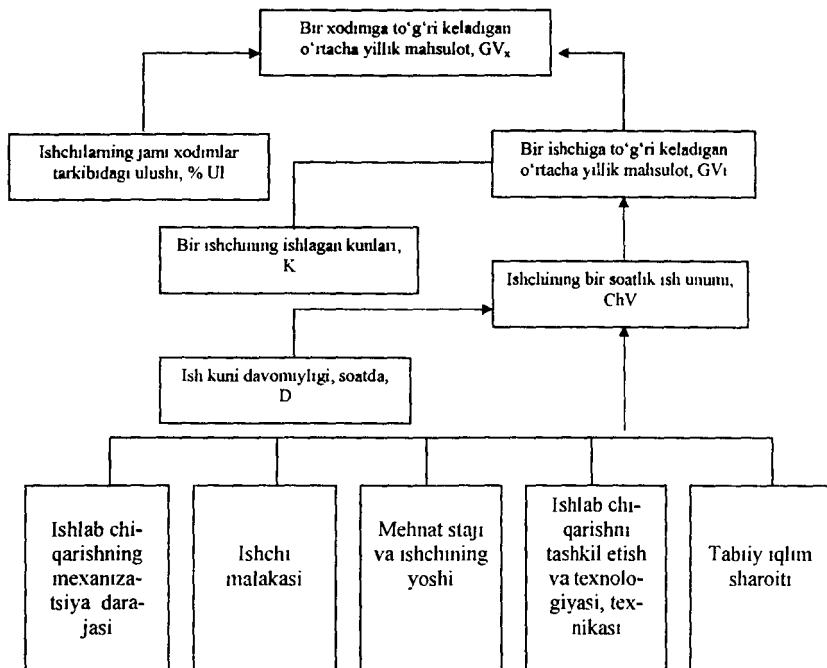 Bir xodimga to‘g‘ri keladigan
o‘rtacha yillik mahsulot, GVx
Ishchilarning jami xodimlar
tarkibidagi ulushi, % Ul
Bir ishchiga to‘g‘ri keladigan
o‘rtacha yillik mahsulot, GVi
Bir ishchining ishlagan kunlari,
K
Ishchining bir soatlik ish unumi,
ChV
Ish kuni davomiyligi, soatda,
D
Ishlab chi-
qarishning
mexaniza-
tsiya dara-
jasi
Ishchi
malakasi
Mehnat staji
va ishchining
yoshi
Ishlab chi-
qarishni
tashkil etish
va texnolo-
giyasi, tex-
nikasi
Tabiiy iqlim
sharoiti